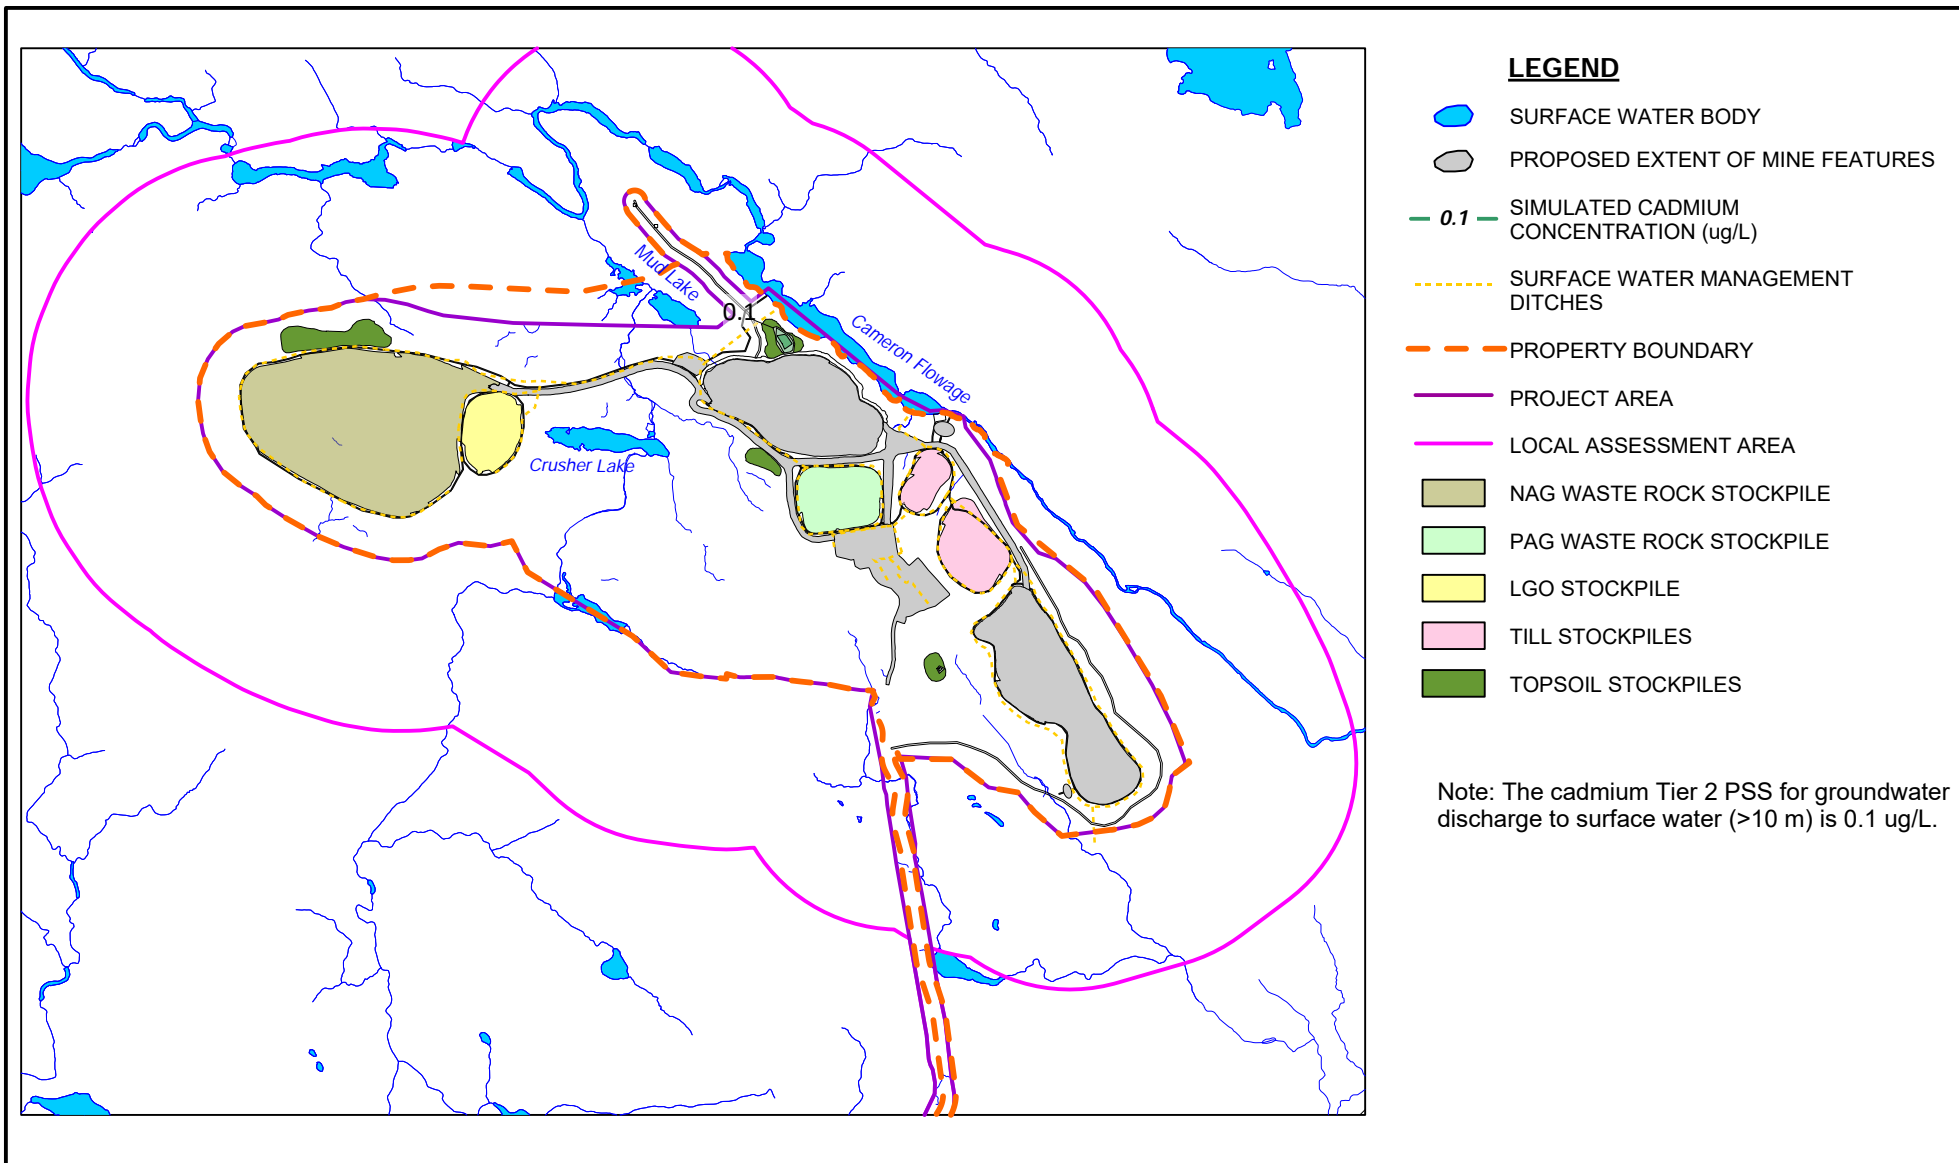 LEGEND
SURFACE WATER BODY
PROPOSED EXTENT OF MINE FEATURES
0.1
SIMULATED CADMIUM
CONCENTRATION (ug/L)
SURFACE WATER MANAGEMENT
DITCHES
PROPERTY BOUNDARY
PROJECT AREA
LOCAL ASSESSMENT AREA
NAG WASTE ROCK STOCKPILE
PAG WASTE ROCK STOCKPILE
LGO STOCKPILE
TILL STOCKPILES
TOPSOIL STOCKPILES
Note: The cadmium Tier 2 PSS for groundwater
discharge to surface water (>10 m) is 0.1 ug/L.
Mud Lake
0.1
Cameron Flowage
Crusher Lake